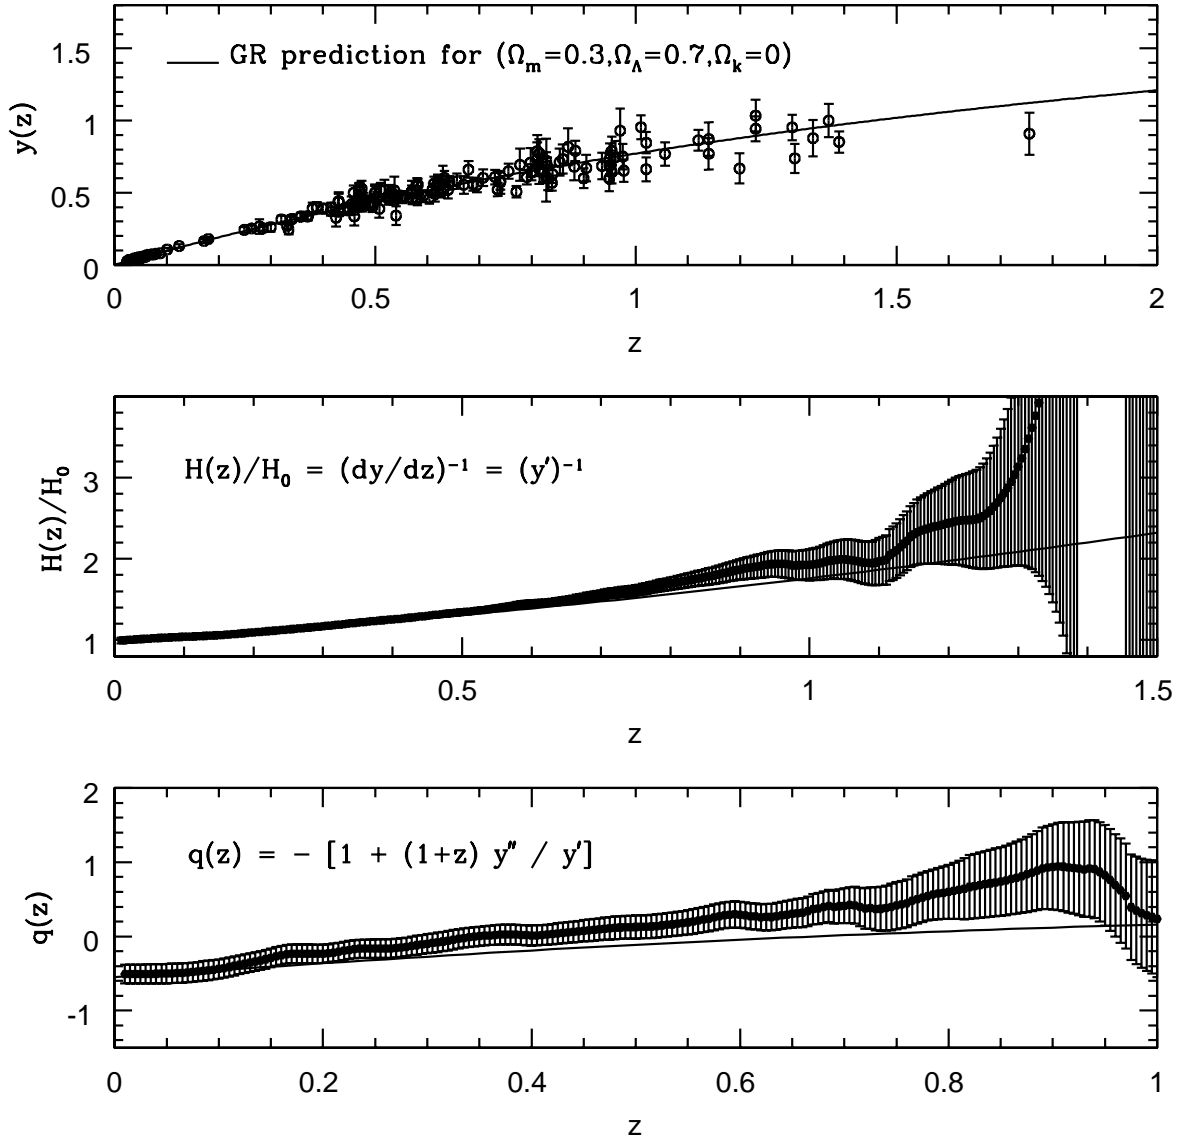 GR prediction for (Ωm=0.3,ΩΛ=0.7,Ωk=0)
y(z)
1.5
1
0.5
0
0 0.5 1 1.5 2
z
H(z)/H₀ = (dy/dz)⁻¹ = (y′)⁻¹
H(z)/H₀
3
2
1
0 0.5 1 1.5
z
q(z) = − [1 + (1+z) y″ / y′]
q(z)
2
1
0
-1
0 0.2 0.4 0.6 0.8 1
z